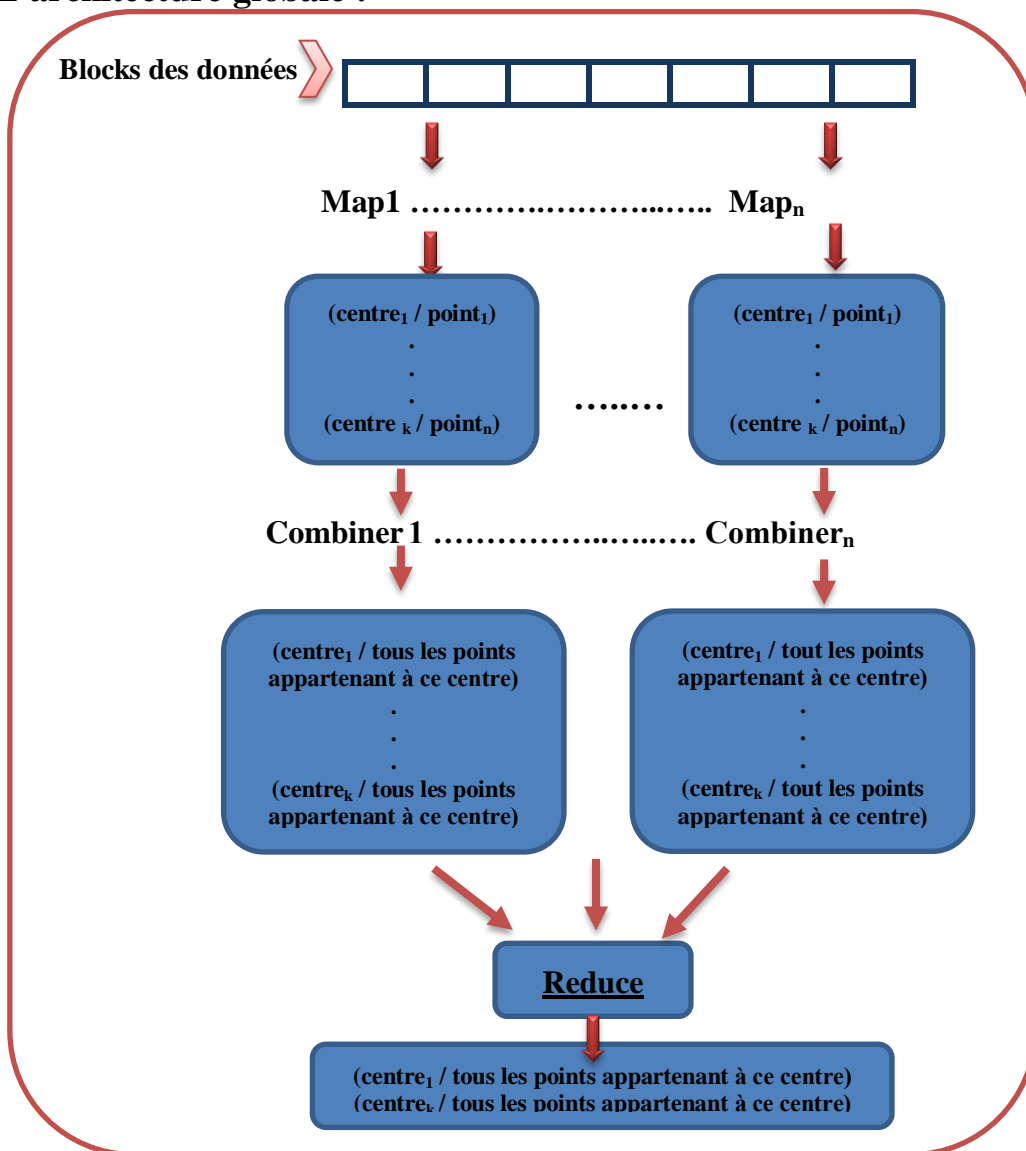 Blocks des données
Map1 ………….………...….. Mapn
(centre1 / point1)
.
.
.
(centre k / pointn)
…..…
(centre1 / point1)
.
.
.
(centre k / pointn)
Combiner 1 ……………..…..…. Combinern
(centre1 / tous les points
appartenant à ce centre)
.
.
.
(centrek / tous les points
appartenant à ce centre)
(centre1 / tout les points
appartenant à ce centre)
.
.
.
(centrek / tout les points
appartenant à ce centre)
Reduce
(centre1 / tous les points appartenant à ce centre)
(centrek / tous les points appartenant à ce centre)